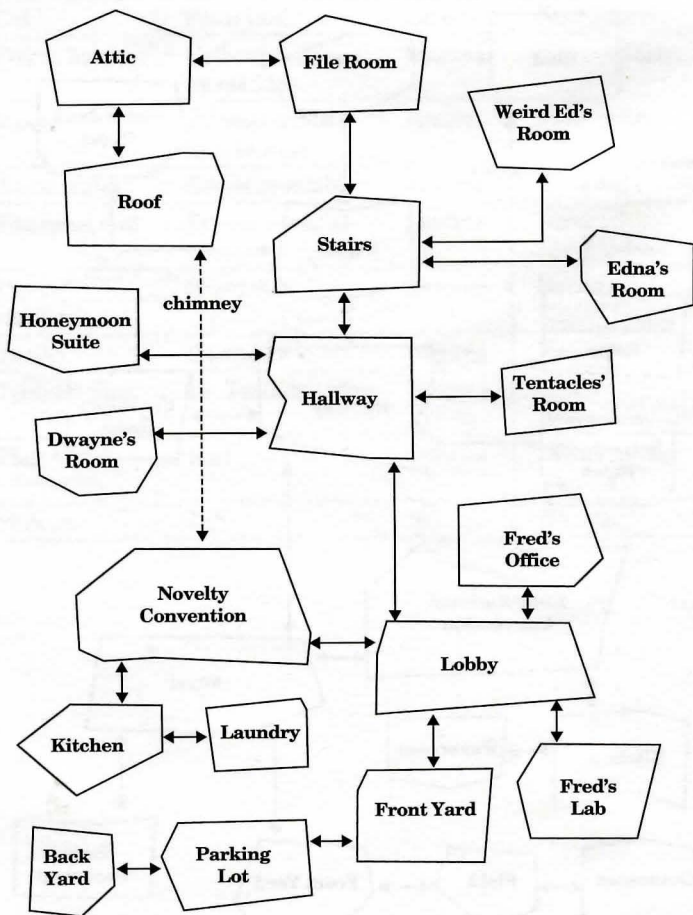 Attic
File Room
Weird Ed's
Room
Roof
Stairs
Edna's
Room
chimney
Honeymoon
Suite
Hallway
Tentacles'
Room
Dwayne's
Room
Fred's
Office
Novelty
Convention
Lobby
Kitchen
Laundry
Front Yard
Fred's
Lab
Back
Yard
Parking
Lot